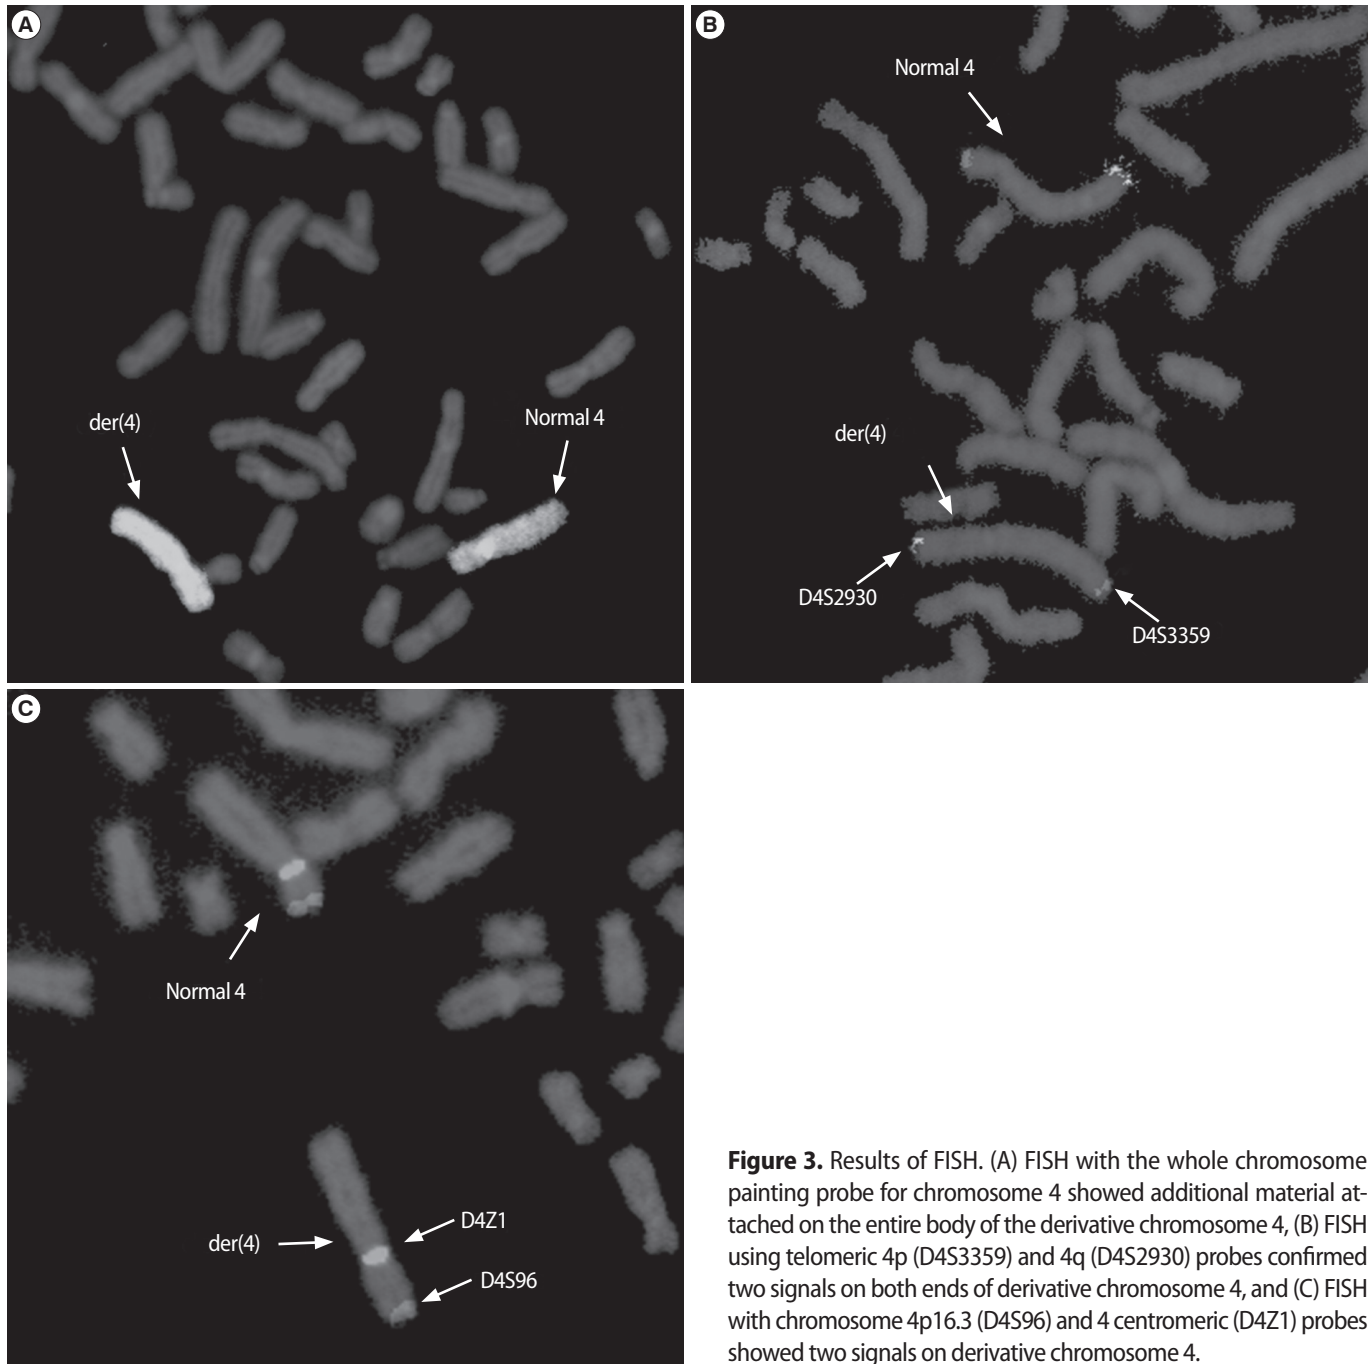 A
der(4)
Normal 4
B
Normal 4
der(4)
D4S2930
D4S3359
C
Normal 4
der(4)
D4Z1
D4S96
Figure 3. Results of FISH. (A) FISH with the whole chromosome
painting probe for chromosome 4 showed additional material at-
tached on the entire body of the derivative chromosome 4, (B) FISH
using telomeric 4p (D4S3359) and 4q (D4S2930) probes confirmed
two signals on both ends of derivative chromosome 4, and (C) FISH
with chromosome 4p16.3 (D4S96) and 4 centromeric (D4Z1) probes
showed two signals on derivative chromosome 4.